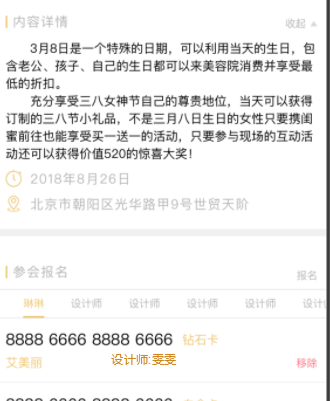 内容详情
收起
3月8日是一个特殊的日期，可以利用当天的生日，包
含老公、孩子、自己的生日都可以来美容院消费并享受最
低的折扣。
充分享受三八女神节自己的尊贵地位，当天可以获得
订制的三八节小礼品，不是三月八日生日的女性只要携闺
蜜前往也能享受买一送一的活动，只要参与现场的互动活
动还可以获得价值520的惊喜大奖！
2018年8月26日
北京市朝阳区光华路甲9号世贸天阶
参会报名
报名
琳琳 设计师 设计师 设计师 设计师 设计
8888 6666 8888 6666 钻石卡
艾美丽 设计师:雯雯 移除
8888 6666 8888 6666